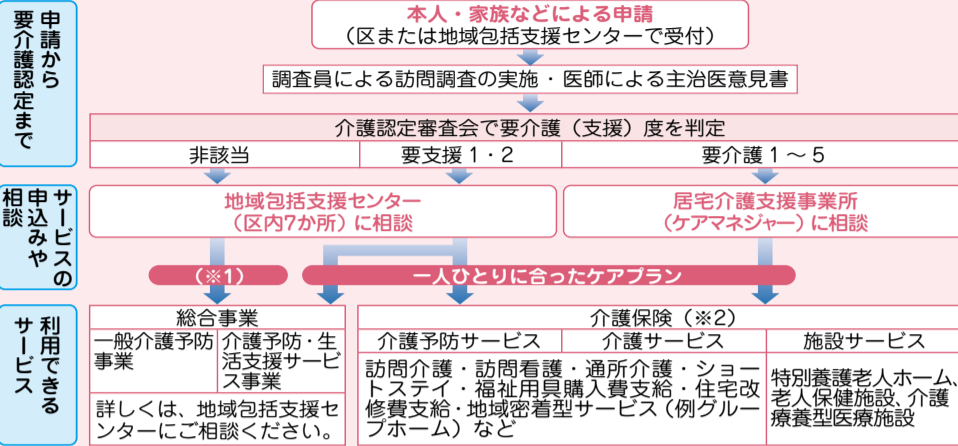 申請から
要介護認定まで
本人・家族などによる申請
（区または地域包括支援センターで受付）
調査員による訪問調査の実施・医師による主治医意見書
介護認定審査会で要介護（支援）度を判定
非該当
要支援１・２
要介護１～５
サービスの
申込みや
相談
地域包括支援センター
（区内7か所）に相談
居宅介護支援事業所
（ケアマネジャー）に相談
（※1）
一人ひとりに合ったケアプラン
利用できる
サービス
総合事業
一般介護予防
事業
介護予防・生
活支援サービ
ス事業
詳しくは、地域包括支援セ
ンターにご相談ください。
介護保険（※2）
介護予防サービス
介護サービス
施設サービス
訪問介護・訪問看護・通所介護・ショー
トステイ・福祉用具購入費支給・住宅改
修費支給・地域密着型サービス（例グルー
プホーム）など
特別養護老人ホーム、
老人保健施設、介護
療養型医療施設